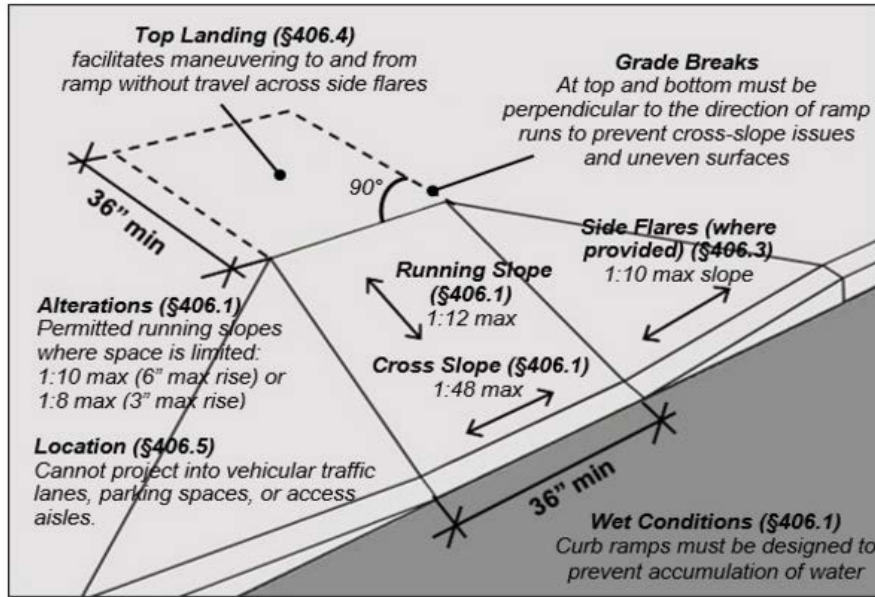 Top Landing (§406.4)
facilitates maneuvering to and from
ramp without travel across side flares
Grade Breaks
At top and bottom must be
perpendicular to the direction of ramp
runs to prevent cross-slope issues
and uneven surfaces
90°
36” min
Side Flares (where
provided) (§406.3)
1:10 max slope
Running Slope
(§406.1)
1:12 max
Alterations (§406.1)
Permitted running slopes
where space is limited:
1:10 max (6” max rise) or
1:8 max (3” max rise)
Cross Slope (§406.1)
1:48 max
Location (§406.5)
Cannot project into vehicular traffic
lanes, parking spaces, or access
aisles.
36” min
Wet Conditions (§406.1)
Curb ramps must be designed to
prevent accumulation of water